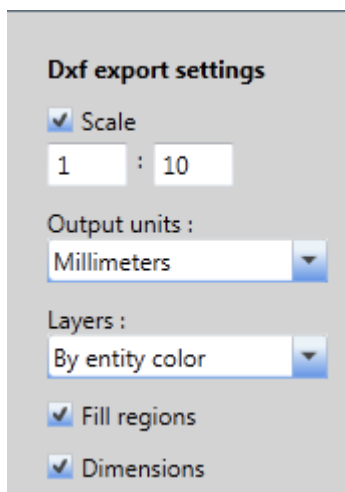 Dxf export settings
Scale
1 : 10
Output units :
Millimeters
Layers :
By entity color
Fill regions
Dimensions